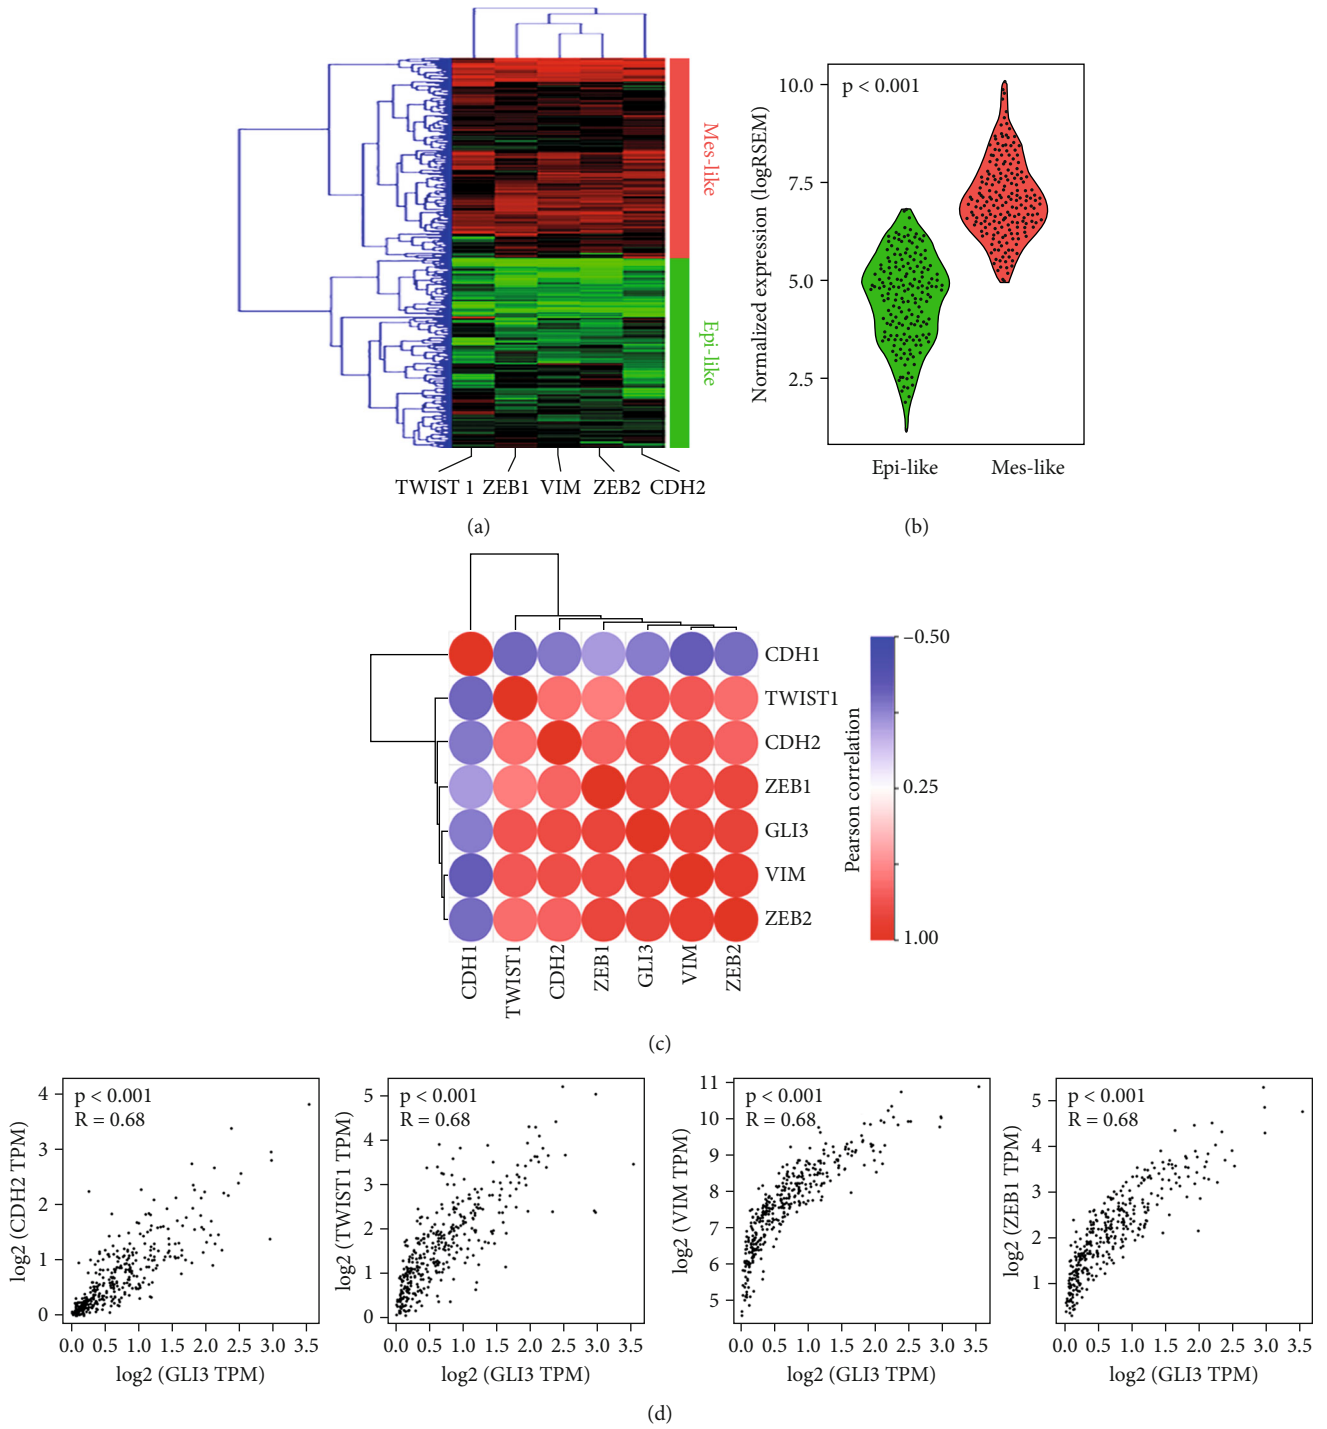 Mes-like
Epi-like
TWIST 1 ZEB1 VIM ZEB2 CDH2
(a)
p < 0.001
Normalized expression (logRSEM)
10.0
7.5
5.0
2.5
Epi-like Mes-like
(b)
CDH1
TWIST1
CDH2
ZEB1
GLI3
VIM
ZEB2
CDH1 TWIST1 CDH2 ZEB1 GLI3 VIM ZEB2
Pearson correlation
–0.50
0.25
1.00
(c)
p < 0.001
R = 0.68
log2 (CDH2 TPM)
4
3
2
1
0
0.0 0.5 1.0 1.5 2.0 2.5 3.0 3.5
log2 (GLI3 TPM)
p < 0.001
R = 0.68
log2 (TWIST1 TPM)
5
4
3
2
1
0
0.0 0.5 1.0 1.5 2.0 2.5 3.0 3.5
log2 (GLI3 TPM)
p < 0.001
R = 0.68
log2 (VIM TPM)
11
10
9
8
7
6
5
0.0 0.5 1.0 1.5 2.0 2.5 3.0 3.5
log2 (GLI3 TPM)
p < 0.001
R = 0.68
log2 (ZEB1 TPM)
5
4
3
2
1
0.0 0.5 1.0 1.5 2.0 2.5 3.0 3.5
log2 (GLI3 TPM)
(d)